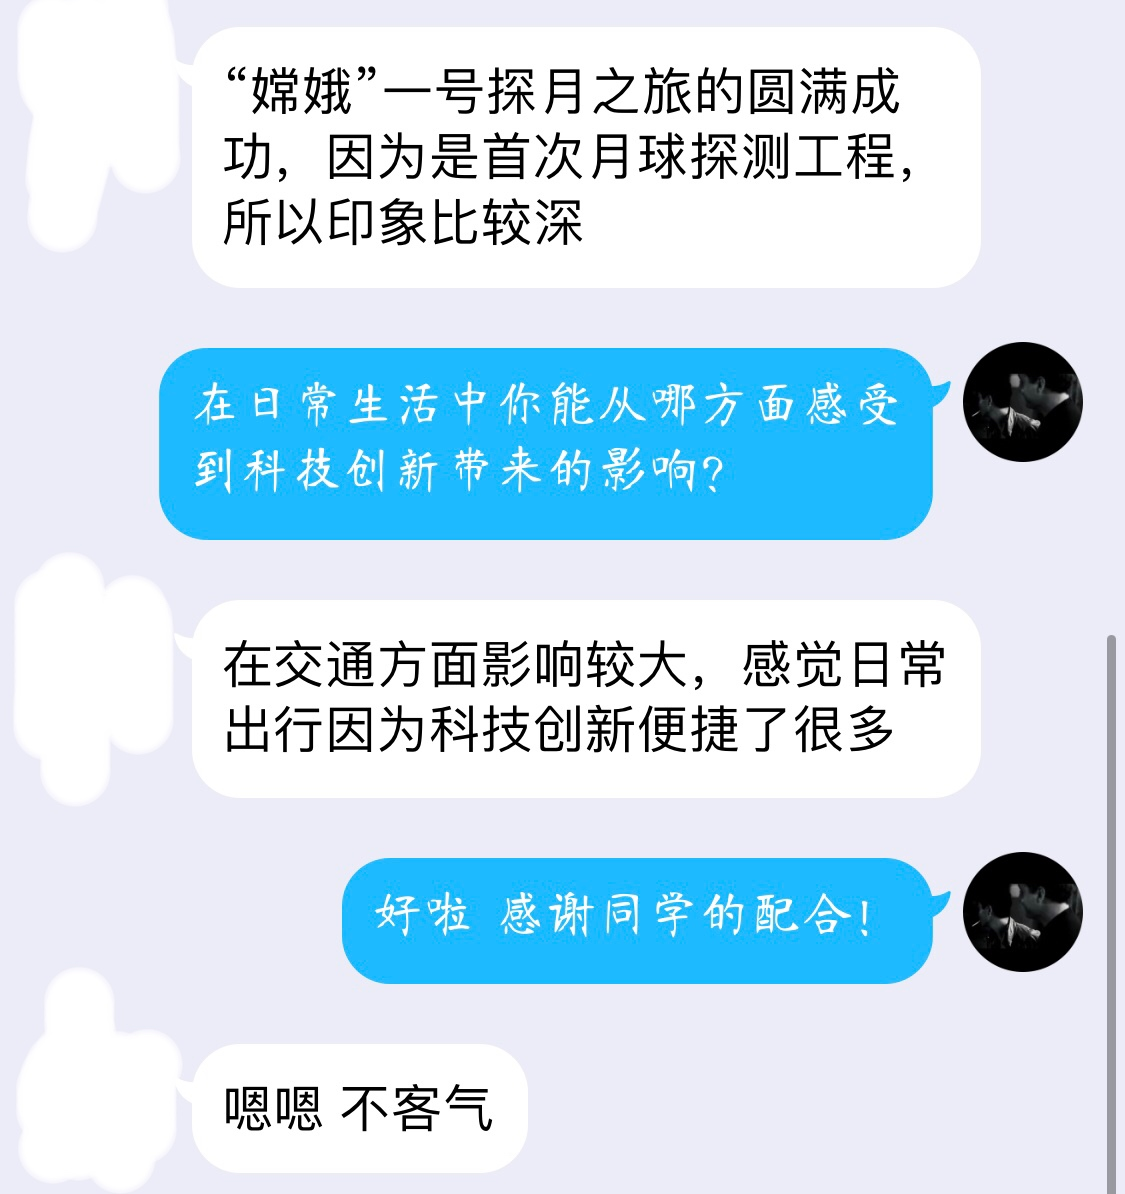 “嫦娥”一号探月之旅的圆满成
功，因为是首次月球探测工程，
所以印象比较深
在日常生活中你能从哪方面感受
到科技创新带来的影响?
在交通方面影响较大，感觉日常
出行因为科技创新便捷了很多
好啦 感谢同学的配合!
嗯嗯 不客气